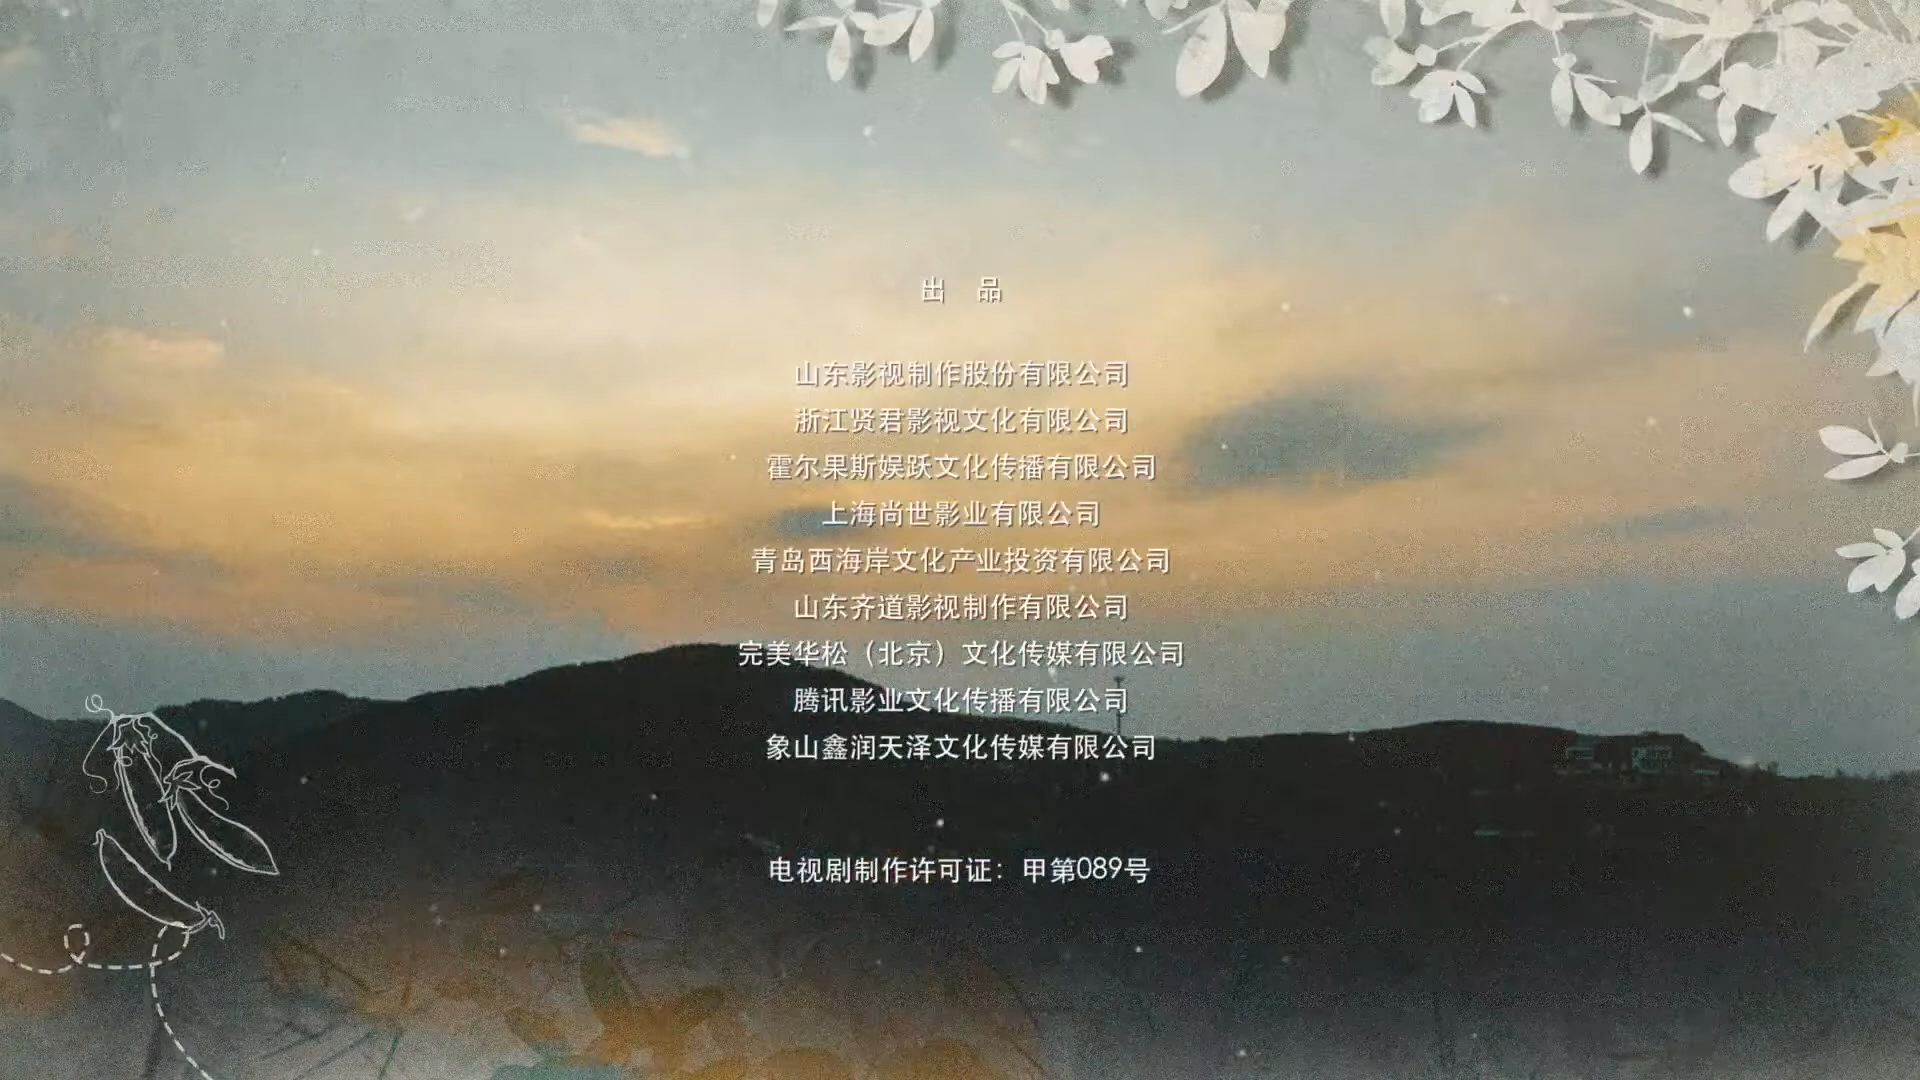 出 品
山东影视制作股份有限公司
浙江贤君影视文化有限公司
霍尔果斯娱跃文化传播有限公司
上海尚世影业有限公司
青岛西海岸文化产业投资有限公司
山东齐道影视制作有限公司
完美华松（北京）文化传媒有限公司
腾讯影业文化传播有限公司
象山鑫润天泽文化传媒有限公司
电视剧制作许可证：甲第089号